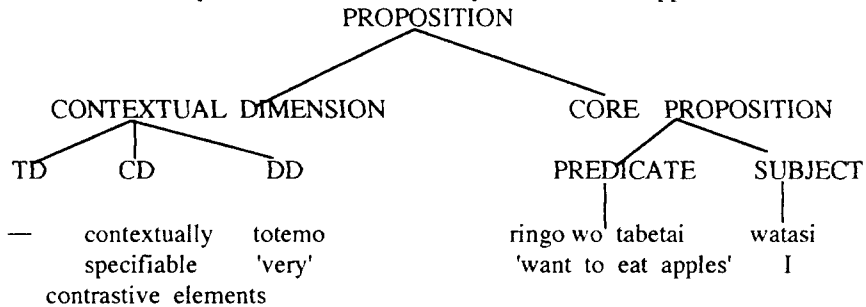 PROPOSITION
CONTEXTUAL DIMENSION CORE PROPOSITION
TD CD DD PREDICATE SUBJECT
— contextually totemo ringo wo tabetai watasi
specifiable 'very' 'want to eat apples' I
contrastive elements